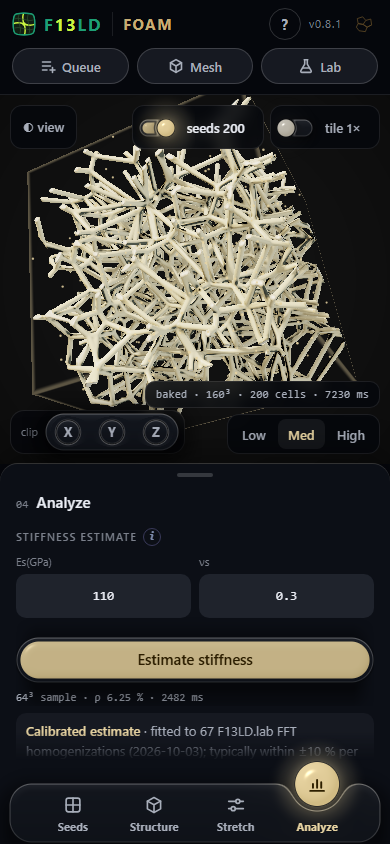 F13LD FOAM ? v0.8.1
Queue Mesh Lab
view seeds 200 tile 1×
baked · 160³ · 200 cells · 7230 ms
clip X Y Z Low Med High
04 Analyze
STIFFNESS ESTIMATE i
Es(GPa) νs
110 0.3
Estimate stiffness
64³ sample · ρ 6.25 % · 2482 ms
Calibrated estimate · fitted to 67 F13LD.lab FFT
homogenizations (2026-10-03); typically within ±10 % per
Seeds Structure Stretch Analyze